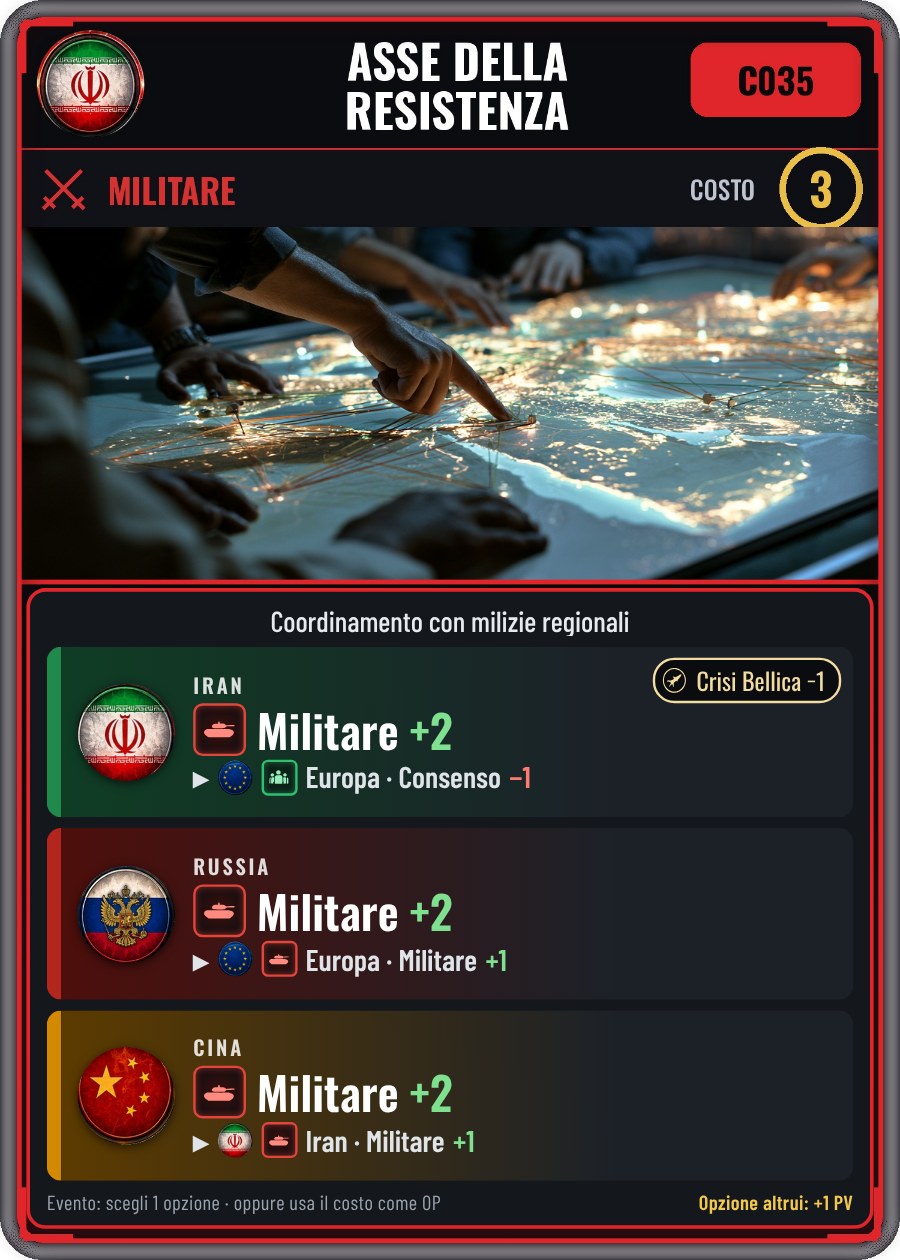 ASSE DELLA
RESISTENZA
C035
MILITARE
COSTO
3
Coordinamento con milizie regionali
IRAN
Crisi Bellica −1
Militare +2
▶ Europa · Consenso −1
RUSSIA
Militare +2
▶ Europa · Militare +1
CINA
Militare +2
▶ Iran · Militare +1
Evento: scegli 1 opzione · oppure usa il costo come OP
Opzione altrui: +1 PV